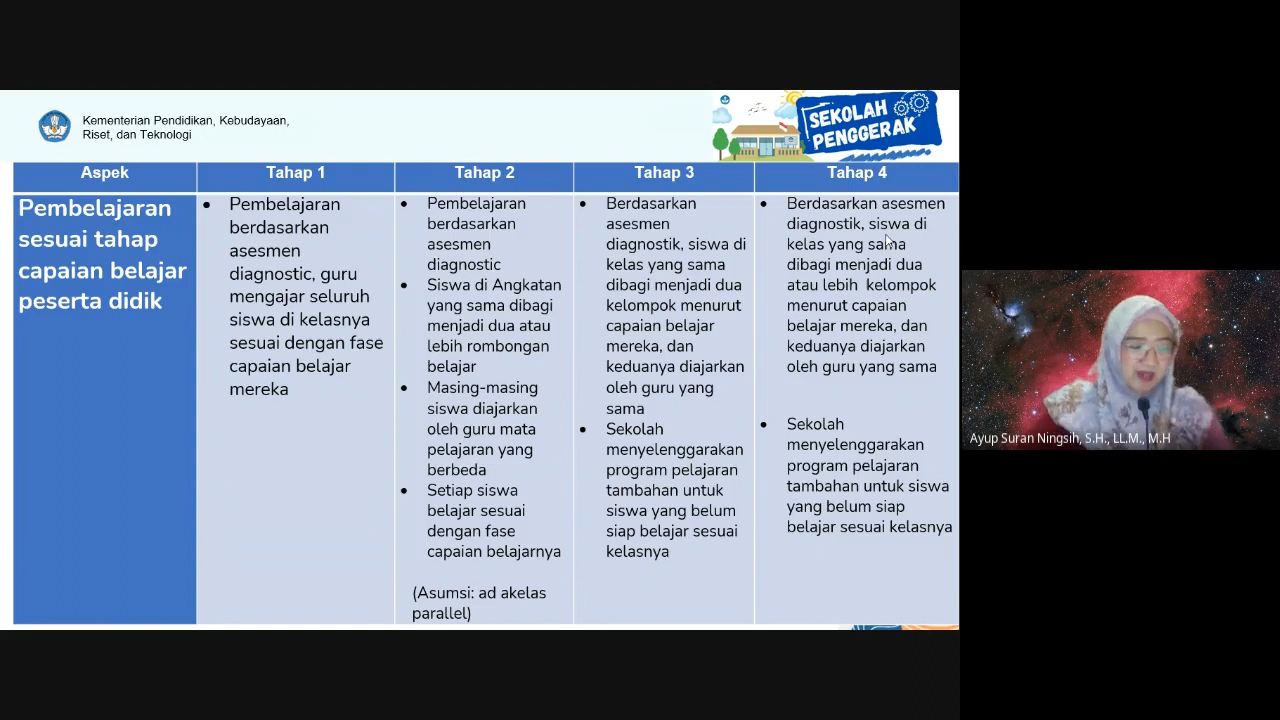 Kementerian Pendidikan, Kebudayaan,
Riset, dan Teknologi
SEKOLAH
PENGGERAK
Aspek
Tahap 1
Tahap 2
Tahap 3
Tahap 4
Pembelajaran
sesuai tahap
capaian belajar
peserta didik
• Pembelajaran
berdasarkan
asesmen
diagnostic, guru
mengajar seluruh
siswa di kelasnya
sesuai dengan fase
capaian belajar
mereka
• Pembelajaran
berdasarkan
asesmen
diagnostic
• Siswa di Angkatan
yang sama dibagi
menjadi dua atau
lebih rombongan
belajar
• Masing-masing
siswa diajarkan
oleh guru mata
pelajaran yang
berbeda
• Setiap siswa
belajar sesuai
dengan fase
capaian belajarnya
(Asumsi: ad akelas
parallel)
• Berdasarkan
asesmen
diagnostik, siswa di
kelas yang sama
dibagi menjadi dua
kelompok menurut
capaian belajar
mereka, dan
keduanya diajarkan
oleh guru yang
sama
• Sekolah
menyelenggarakan
program pelajaran
tambahan untuk
siswa yang belum
siap belajar sesuai
kelasnya
• Berdasarkan asesmen
diagnostik, siswa di
kelas yang sama
dibagi menjadi dua
atau lebih kelompok
menurut capaian
belajar mereka, dan
keduanya diajarkan
oleh guru yang sama
• Sekolah
menyelenggarakan
program pelajaran
tambahan untuk siswa
yang belum siap
belajar sesuai kelasnya
Ayup Suran Ningsih, S.H., LL.M., M.H